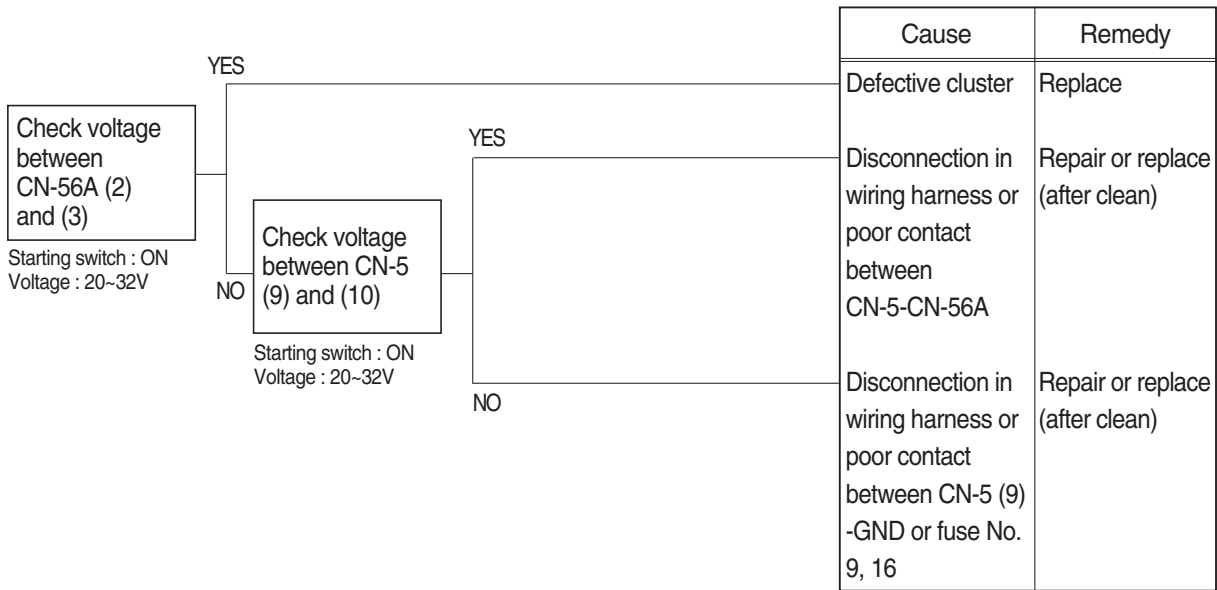 Cause
Remedy
YES
Defective cluster
Replace
Check voltage
between
CN-56A (2)
and (3)
Starting switch : ON
Voltage : 20~32V
YES
Disconnection in
wiring harness or
poor contact
between
CN-5-CN-56A
Repair or replace
(after clean)
NO
Check voltage
between CN-5
(9) and (10)
Starting switch : ON
Voltage : 20~32V
NO
Disconnection in
wiring harness or
poor contact
between CN-5 (9)
-GND or fuse No.
9, 16
Repair or replace
(after clean)